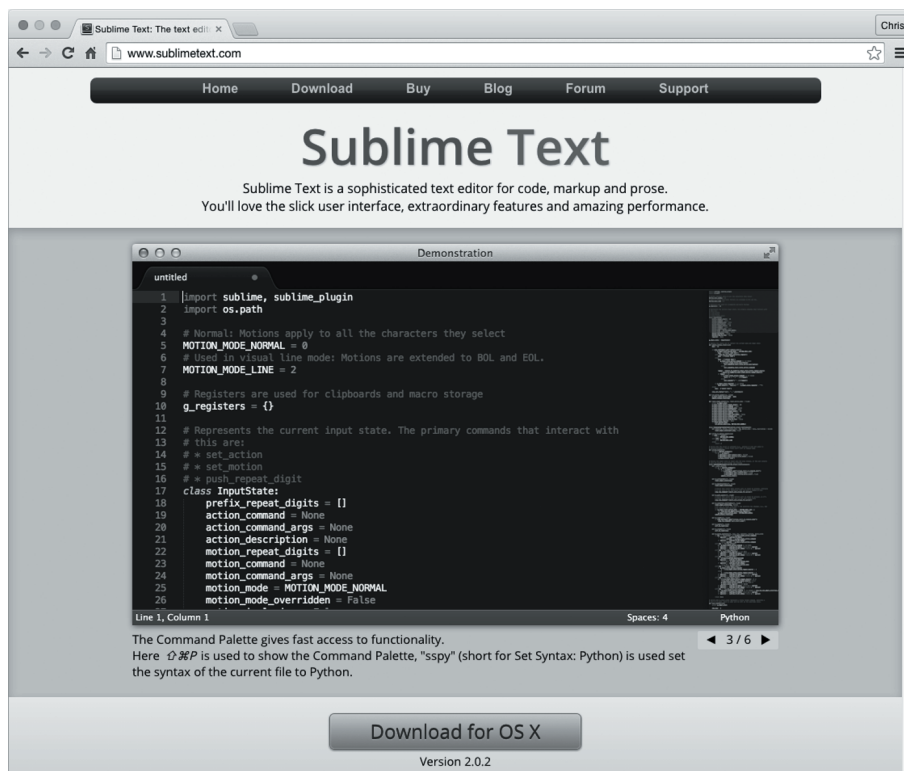 Sublime Text: The text edit
Chris
www.sublimetext.com
Home Download Buy Blog Forum Support
Sublime Text
Sublime Text is a sophisticated text editor for code, markup and prose.
You'll love the slick user interface, extraordinary features and amazing performance.
Demonstration
untitled
1 import sublime, sublime_plugin
2 import os.path
3
4 # Normal: Motions apply to all the characters they select
5 MOTION_MODE_NORMAL = 0
6 # Used in visual line mode: Motions are extended to BOL and EOL.
7 MOTION_MODE_LINE = 2
8
9 # Registers are used for clipboards and macro storage
10 g_registers = {}
11
12 # Represents the current input state. The primary commands that interact with
13 # this are:
14 # * set_action
15 # * set_motion
16 # * push_repeat_digit
17 class InputState:
18 prefix_repeat_digits = []
19 action_command = None
20 action_command_args = None
21 action_description = None
22 motion_repeat_digits = []
23 motion_command = None
24 motion_command_args = None
25 motion_mode = MOTION_MODE_NORMAL
26 motion_mode_overridden = False
Line 1, Column 1 Spaces: 4 Python
The Command Palette gives fast access to functionality.
◀ 3 / 6 ▶
Here ⇧⌘P is used to show the Command Palette, "sspy" (short for Set Syntax: Python) is used set
the syntax of the current file to Python.
Download for OS X
Version 2.0.2